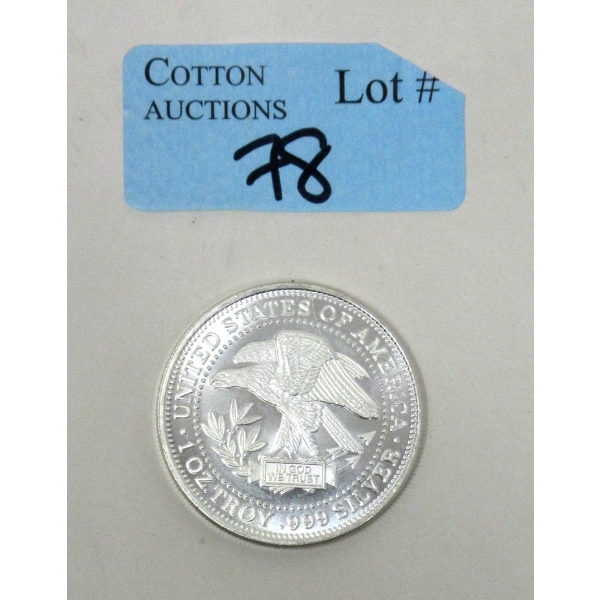 COTTON
AUCTIONS
Lot #
78
· UNITED STATES OF AMERICA ·
1 OZ TROY .999 SILVER
IN GOD
WE TRUST